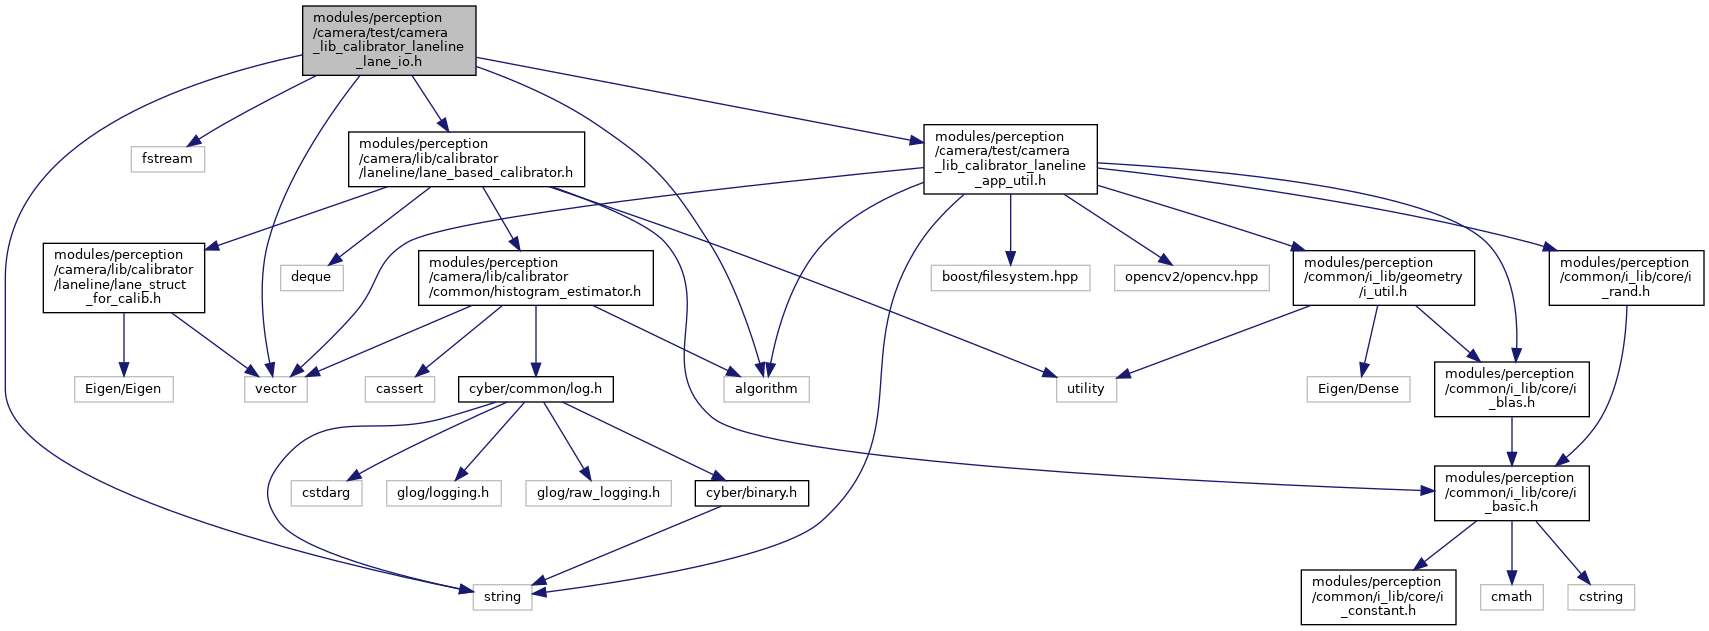 modules/perception
/camera/test/camera
_lib_calibrator_laneline
_lane_io.h
fstream
modules/perception
/camera/lib/calibrator
/laneline/lane_based_calibrator.h
modules/perception
/camera/test/camera
_lib_calibrator_laneline
_app_util.h
modules/perception
/camera/lib/calibrator
/laneline/lane_struct
_for_calib.h
deque
modules/perception
/camera/lib/calibrator
/common/histogram_estimator.h
boost/filesystem.hpp
opencv2/opencv.hpp
modules/perception
/common/i_lib/geometry
/i_util.h
modules/perception
/common/i_lib/core/i
_rand.h
Eigen/Eigen
vector
cassert
cyber/common/log.h
algorithm
utility
Eigen/Dense
modules/perception
/common/i_lib/core/i
_blas.h
cstdarg
glog/logging.h
glog/raw_logging.h
cyber/binary.h
modules/perception
/common/i_lib/core/i
_basic.h
string
modules/perception
/common/i_lib/core/i
_constant.h
cmath
cstring